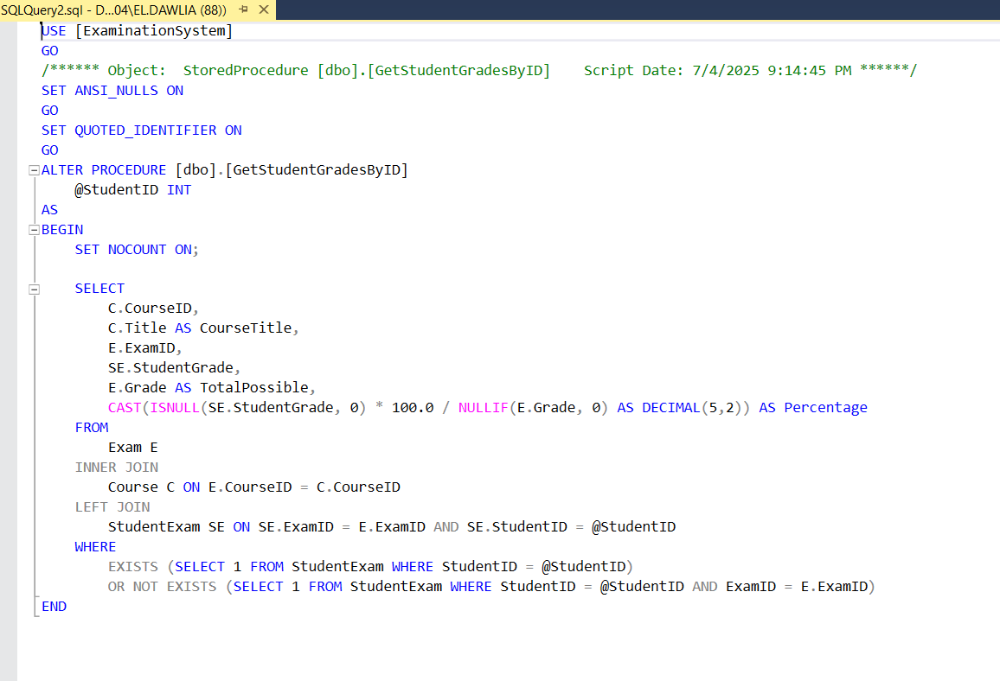 SQLQuery2.sql - D...04\EL.DAWLIA (88))
USE [ExaminationSystem]
GO
/****** Object:  StoredProcedure [dbo].[GetStudentGradesByID]    Script Date: 7/4/2025 9:14:45 PM ******/
SET ANSI_NULLS ON
GO
SET QUOTED_IDENTIFIER ON
GO
ALTER PROCEDURE [dbo].[GetStudentGradesByID]
    @StudentID INT
AS
BEGIN
    SET NOCOUNT ON;
    SELECT
        C.CourseID,
        C.Title AS CourseTitle,
        E.ExamID,
        SE.StudentGrade,
        E.Grade AS TotalPossible,
        CAST(ISNULL(SE.StudentGrade, 0) * 100.0 / NULLIF(E.Grade, 0) AS DECIMAL(5,2)) AS Percentage
    FROM
        Exam E
    INNER JOIN
        Course C ON E.CourseID = C.CourseID
    LEFT JOIN
        StudentExam SE ON SE.ExamID = E.ExamID AND SE.StudentID = @StudentID
    WHERE
        EXISTS (SELECT 1 FROM StudentExam WHERE StudentID = @StudentID)
        OR NOT EXISTS (SELECT 1 FROM StudentExam WHERE StudentID = @StudentID AND ExamID = E.ExamID)
END